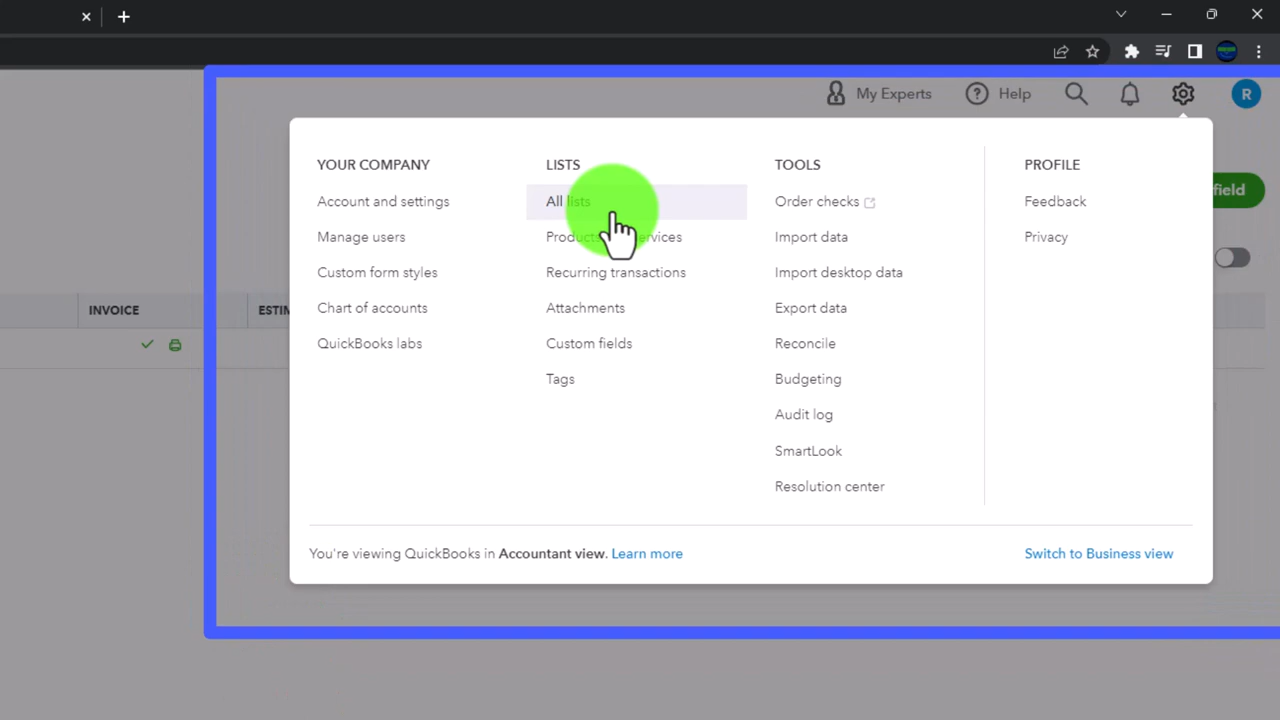 My Experts
Help
R
YOUR COMPANY
Account and settings
Manage users
Custom form styles
Chart of accounts
QuickBooks labs
LISTS
All lists
Products services
Recurring transactions
Attachments
Custom fields
Tags
TOOLS
Order checks
Import data
Import desktop data
Export data
Reconcile
Budgeting
Audit log
SmartLook
Resolution center
PROFILE
Feedback
Privacy
field
INVOICE
ESTIM
You're viewing QuickBooks in Accountant view. Learn more
Switch to Business view